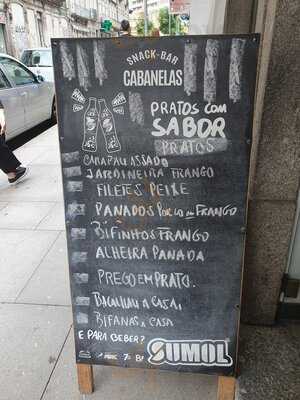 SNACK-BAR
CABANELAS
PRATOS COM
SABOR
PRATOS
CARAPAU ASSADO
JARDINEIRA FRANGO
FILETES PEIXE
PANADOS PORCO OU FRANGO
BIFINHOS FRANGO
ALHEIRA PANADA
PREGO EM PRATO.
BACALHAU A CASA,
BIFANAS A CASA
E PARA BEBER?
SUMOL